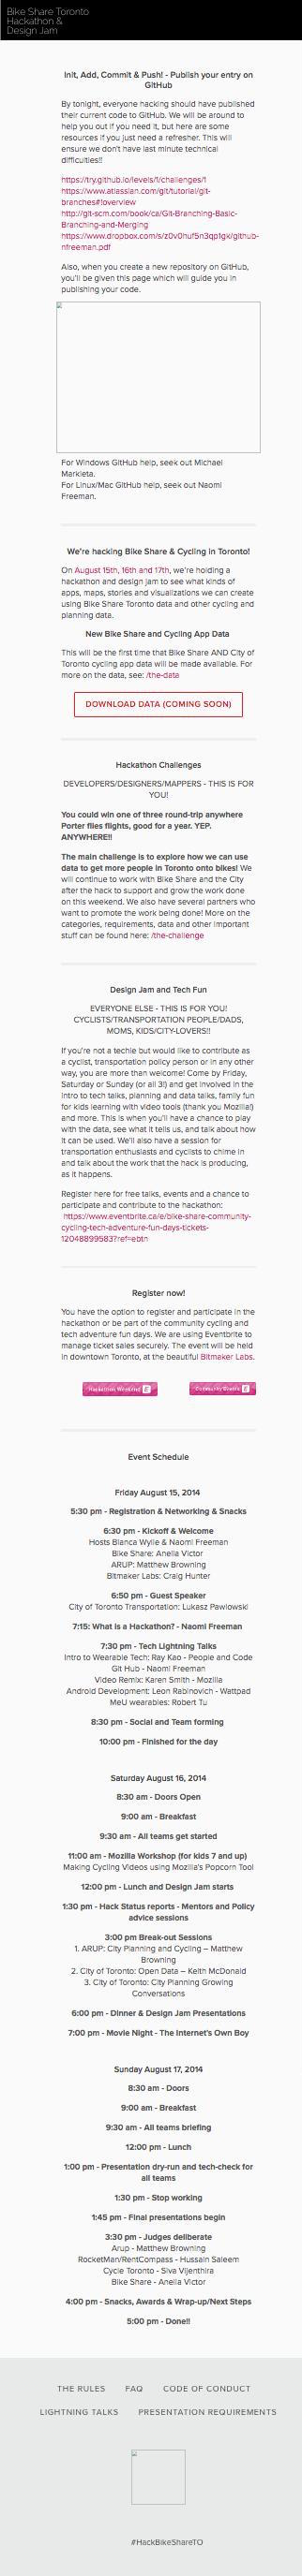 Bike Share Toronto
Hackathon &
Design Jam
Init, Add, Commit & Push! - Publish your entry on
GitHub
By tonight, everyone hacking should have published
their current code to GitHub. We will be around to
help you out if you need it, but here are some
resources if you just need a refresher. This will
ensure we don't have last minute technical
difficulties!!
https://try.github.io/levels/1/challenges/1
https://www.atlassian.com/git/tutorial/git-
branches#!overview
http://git-scm.com/book/ca/Git-Branching-Basic-
Branching-and-Merging
https://www.dropbox.com/s/z0v0huf5n3qp1gk/github-
nfreeman.pdf
Also, when you create a new repository on GitHub,
you'll be given this page which will guide you in
publishing your code.
For Windows GitHub help, seek out Michael
Markieta.
For Linux/Mac GitHub help, seek out Naomi
Freeman.
We're hacking Bike Share & Cycling in Toronto!
On August 15th, 16th and 17th, we're holding a
hackathon and design jam to see what kinds of
apps, maps, stories and visualizations we can create
using Bike Share Toronto data and other cycling and
planning data.
New Bike Share and Cycling App Data
This will be the first time that Bike Share AND City of
Toronto cycling app data will be made available. For
more on the data, see: /the-data
DOWNLOAD DATA (COMING SOON)
Hackathon Challenges
DEVELOPERS/DESIGNERS/MAPPERS - THIS IS FOR
YOU!
You could win one of three round-trip anywhere
Porter flies flights, good for a year. YEP.
ANYWHERE!!
The main challenge is to explore how we can use
data to get more people in Toronto onto bikes! We
will continue to work with Bike Share and the City
after the hack to support and grow the work done
on this weekend. We also have several partners who
want to promote the work being done! More on the
categories, requirements, data and other important
stuff can be found here: /the-challenge
Design Jam and Tech Fun
EVERYONE ELSE - THIS IS FOR YOU!
CYCLISTS/TRANSPORTATION PEOPLE/DADS,
MOMS, KIDS/CITY-LOVERS!!
If you're not a techie but would like to contribute as
a cyclist, transportation policy person or in any other
way, you are more than welcome! Come by Friday,
Saturday or Sunday (or all 3!) and get involved in the
intro to tech talks, planning and data talks, family fun
for kids learning with video tools (thank you Mozilla!)
and more. This is when you'll have a chance to play
with the data, see what it tells us, and talk about how
it can be used. We'll also have a session for
transportation enthusiasts and cyclists to chime in
and talk about the work that the hack is producing,
as it happens.
Register here for free talks, events and a chance to
participate and contribute to the hackathon:
https://www.eventbrite.ca/e/bike-share-community-
cycling-tech-adventure-fun-days-tickets-
12048899583?ref=ebtn
Register now!
You have the option to register and participate in the
hackathon or be part of the community cycling and
tech adventure fun days. We are using Eventbrite to
manage ticket sales securely. The event will be held
in downtown Toronto, at the beautiful Bitmaker Labs.
Hackathon Weekend E Community Events E
Event Schedule
Friday August 15, 2014
5:30 pm - Registration & Networking & Snacks
6:30 pm - Kickoff & Welcome
Hosts Bianca Wylie & Naomi Freeman
Bike Share: Anelia Victor
ARUP: Matthew Browning
Bitmaker Labs: Craig Hunter
6:50 pm - Guest Speaker
City of Toronto Transportation: Lukasz Pawlowski
7:15: What is a Hackathon? - Naomi Freeman
7:30 pm - Tech Lightning Talks
Intro to Wearable Tech: Ray Kao - People and Code
Git Hub - Naomi Freeman
Video Remix: Karen Smith - Mozilla
Android Development: Leon Rabinovich - Wattpad
MeU wearables: Robert Tu
8:30 pm - Social and Team forming
10:00 pm - Finished for the day
Saturday August 16, 2014
8:30 am - Doors Open
9:00 am - Breakfast
9:30 am - All teams get started
11:00 am - Mozilla Workshop (for kids 7 and up)
Making Cycling Videos using Mozilla's Popcorn Tool
12:00 pm - Lunch and Design Jam starts
1:30 pm - Hack Status reports - Mentors and Policy
advice sessions
3:00 pm Break-out Sessions
1. ARUP: City Planning and Cycling – Matthew
Browning
2. City of Toronto: Open Data – Keith McDonald
3. City of Toronto: City Planning Growing
Conversations
6:00 pm - Dinner & Design Jam Presentations
7:00 pm - Movie Night - The Internet's Own Boy
Sunday August 17, 2014
8:30 am - Doors
9:00 am - Breakfast
9:30 am - All teams briefing
12:00 pm - Lunch
1:00 pm - Presentation dry-run and tech-check for
all teams
1:30 pm - Stop working
1:45 pm - Final presentations begin
3:30 pm - Judges deliberate
Arup - Matthew Browning
RocketMan/RentCompass - Hussain Saleem
Cycle Toronto - Siva Vijenthira
Bike Share - Anelia Victor
4:00 pm - Snacks, Awards & Wrap-up/Next Steps
5:00 pm - Done!!
THE RULES FAQ CODE OF CONDUCT
LIGHTNING TALKS PRESENTATION REQUIREMENTS
#HackBikeShareTO